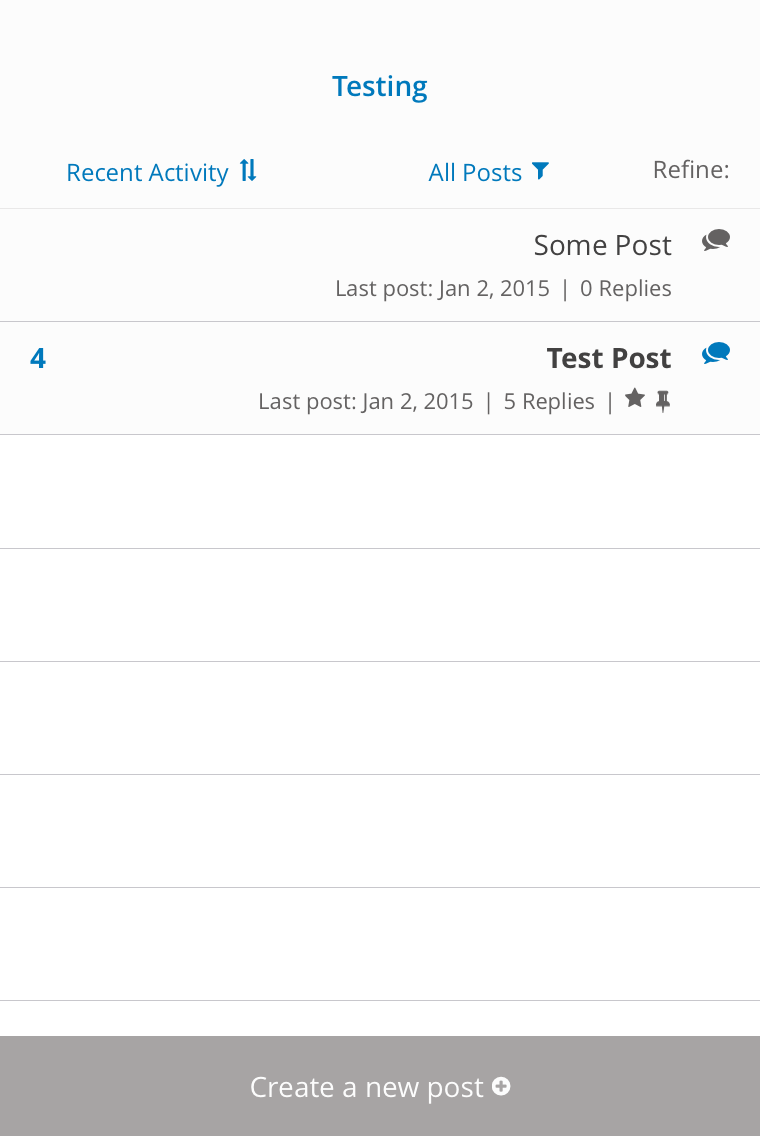 Testing
Recent Activity All Posts Refine:
Some Post
Last post: Jan 2, 2015 | 0 Replies
4 Test Post
Last post: Jan 2, 2015 | 5 Replies |
Create a new post